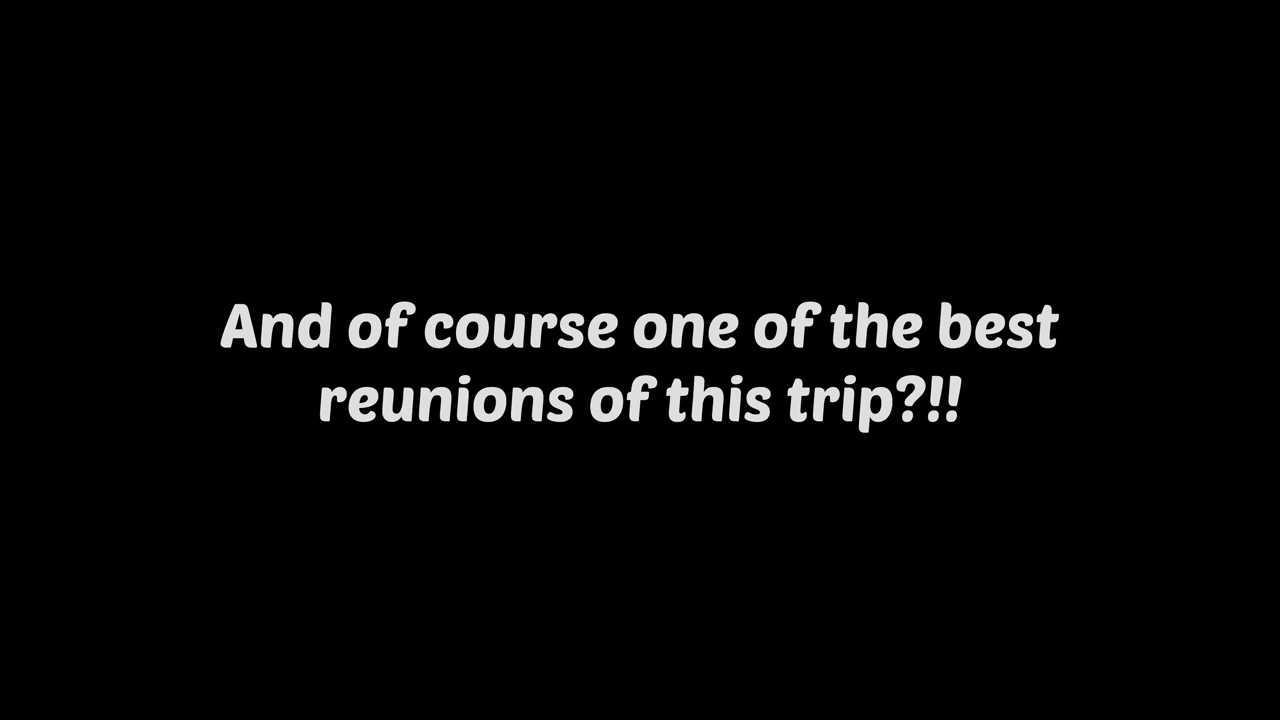 And of course one of the best
reunions of this trip?!!